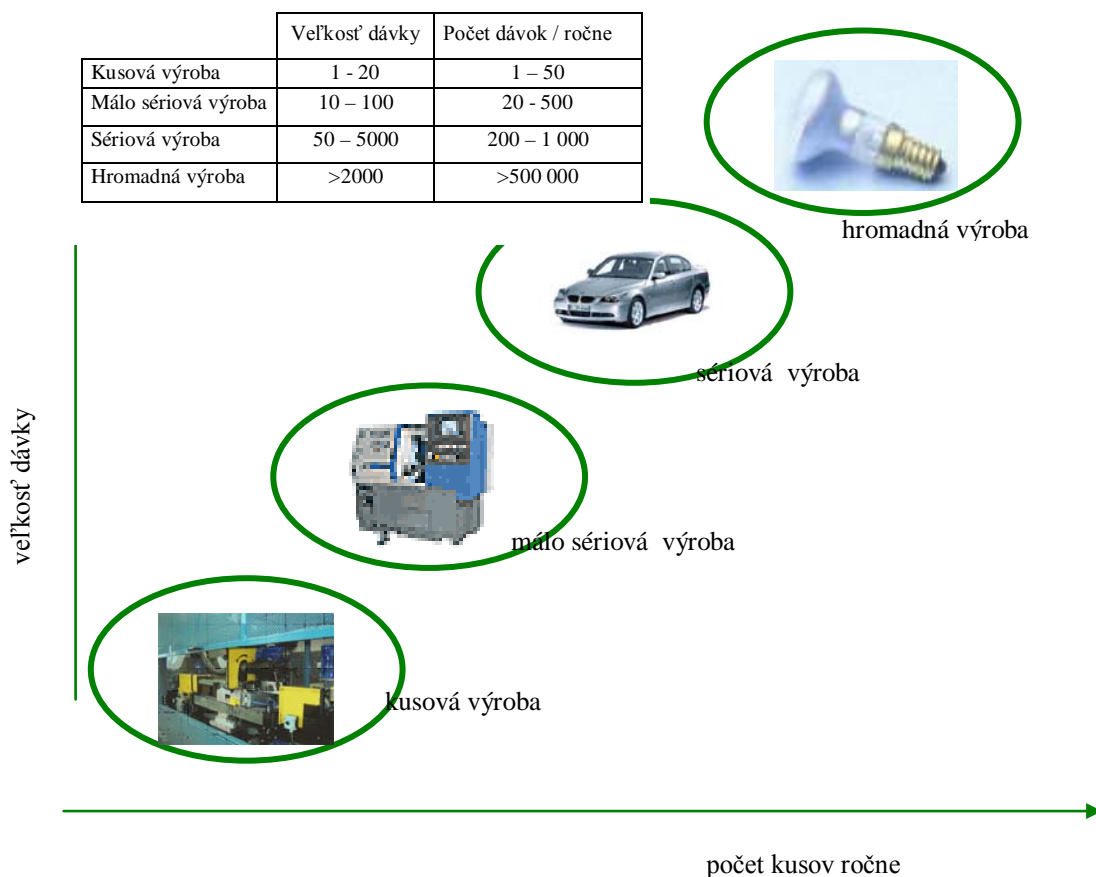 Veľkosť dávky Počet dávok / ročne
Kusová výroba 1 - 20 1 – 50
Málo sériová výroba 10 – 100 20 - 500
Sériová výroba 50 – 5000 200 – 1 000
Hromadná výroba >2000 >500 000
hromadná výroba
sériová výroba
veľkosť dávky
málo sériová výroba
kusová výroba
počet kusov ročne